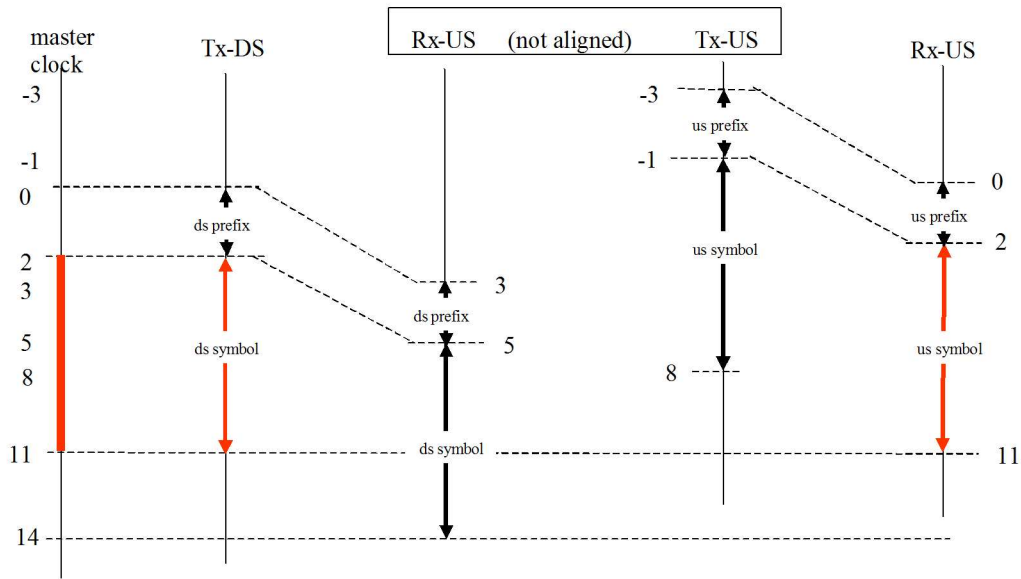 master
clock
Tx-DS
Rx-US (not aligned) Tx-US
Rx-US
-3
-3
us prefix
-1
-1
0
0
ds prefix
us prefix
2
2
us symbol
3
3
ds prefix
5
5
ds symbol
us symbol
8
8
11
ds symbol
11
14